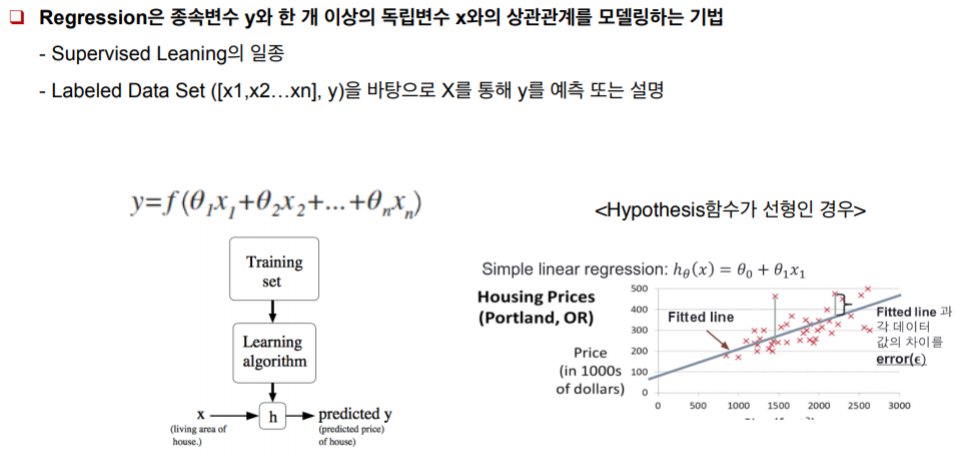 ❑ Regression은 종속변수 y와 한 개 이상의 독립변수 x와의 상관관계를 모델링하는 기법
- Supervised Leaning의 일종
- Labeled Data Set ([x1,x2...xn], y)을 바탕으로 X를 통해 y를 예측 또는 설명
y=f(θ₁x₁+θ₂x₂+...+θₙxₙ)
Training
set
Learning
algorithm
x
h
predicted y
(living area of
house.)
(predicted price)
of house)
<Hypothesis함수가 선형인 경우>
Simple linear regression: hθ(x) = θ₀ + θ₁x₁
Housing Prices
(Portland, OR)
Price
(in 1000s
of dollars)
500
400
300
200
100
0
Fitted line
0 500 1000 1500 2000 2500 3000
Fitted line 과
각 데이터
값의 차이를
error(ϵ)